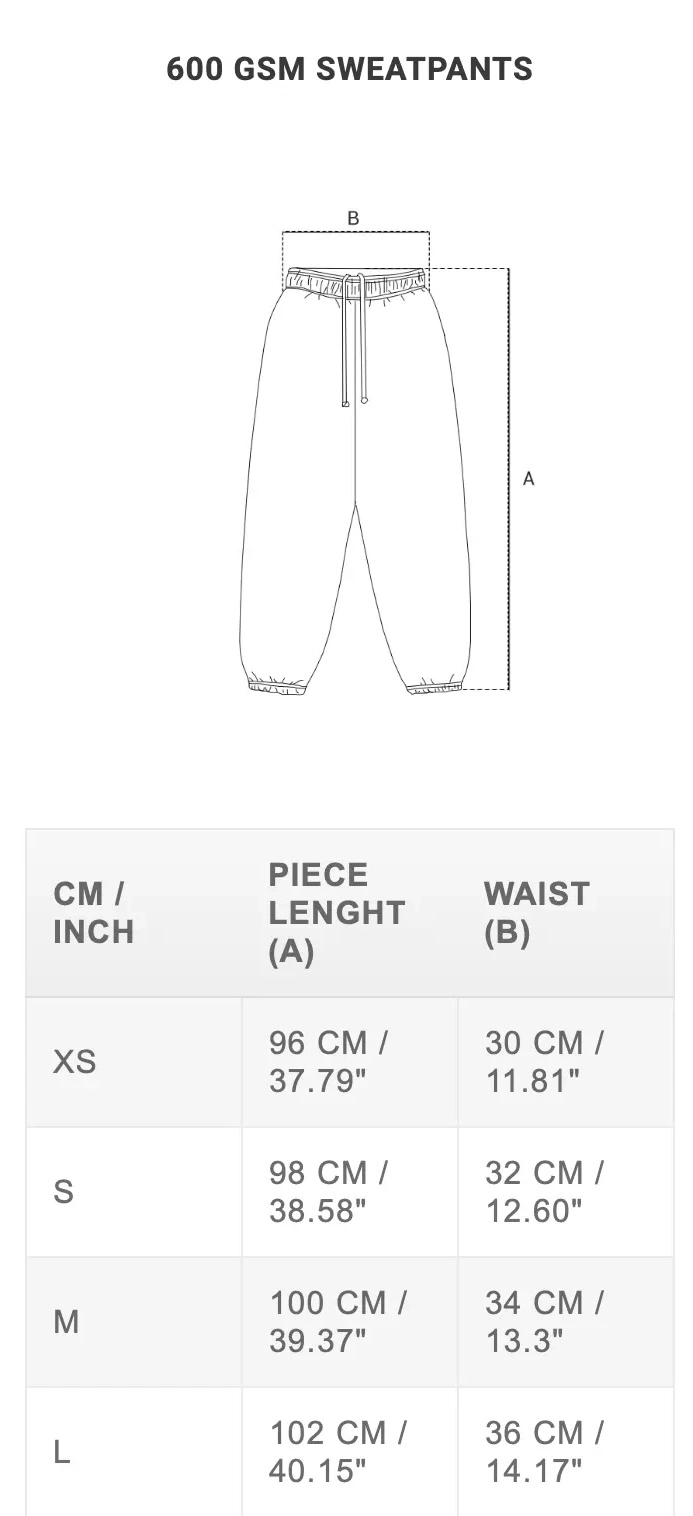 600 GSM SWEATPANTS
B
A
CM /
INCH
PIECE
LENGHT
(A)
WAIST
(B)
XS
96 CM /
37.79"
30 CM /
11.81"
S
98 CM /
38.58"
32 CM /
12.60"
M
100 CM /
39.37"
34 CM /
13.3"
L
102 CM /
40.15"
36 CM /
14.17"